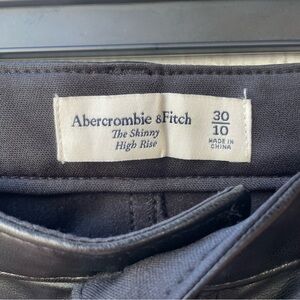 Abercrombie & Fitch
The Skinny
High Rise
30
10
MADE IN
CHINA